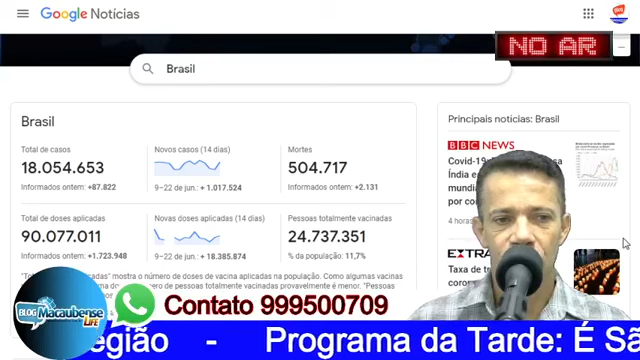 Google Notícias
NO AR
Brasil
Brasil
Total de casos
18.054.653
Informados ontem: +87.822
Novos casos (14 dias)
9–22 de jun.: + 1.017.524
Mortes
504.717
Informados ontem: +2.131
Total de doses aplicadas
90.077.011
Informados ontem: +1.723.948
Novas doses aplicadas (14 dias)
9–22 de jun.: + 18.385.874
Pessoas totalmente vacinadas
24.737.351
% da população: 11,7%
mostra o número de doses de vacina aplicadas na população. Como algumas vacinas
número de pessoas totalmente vacinadas provavelmente é menor. "Pessoas
Principais notícias: Brasil
BBC NEWS
Índia e
mundia
por co
4 horas
EXTRA
Taxa de
BLOG
Macaubense
LIFE
Contato 999500709
egião - Programa da Tarde: É Sã